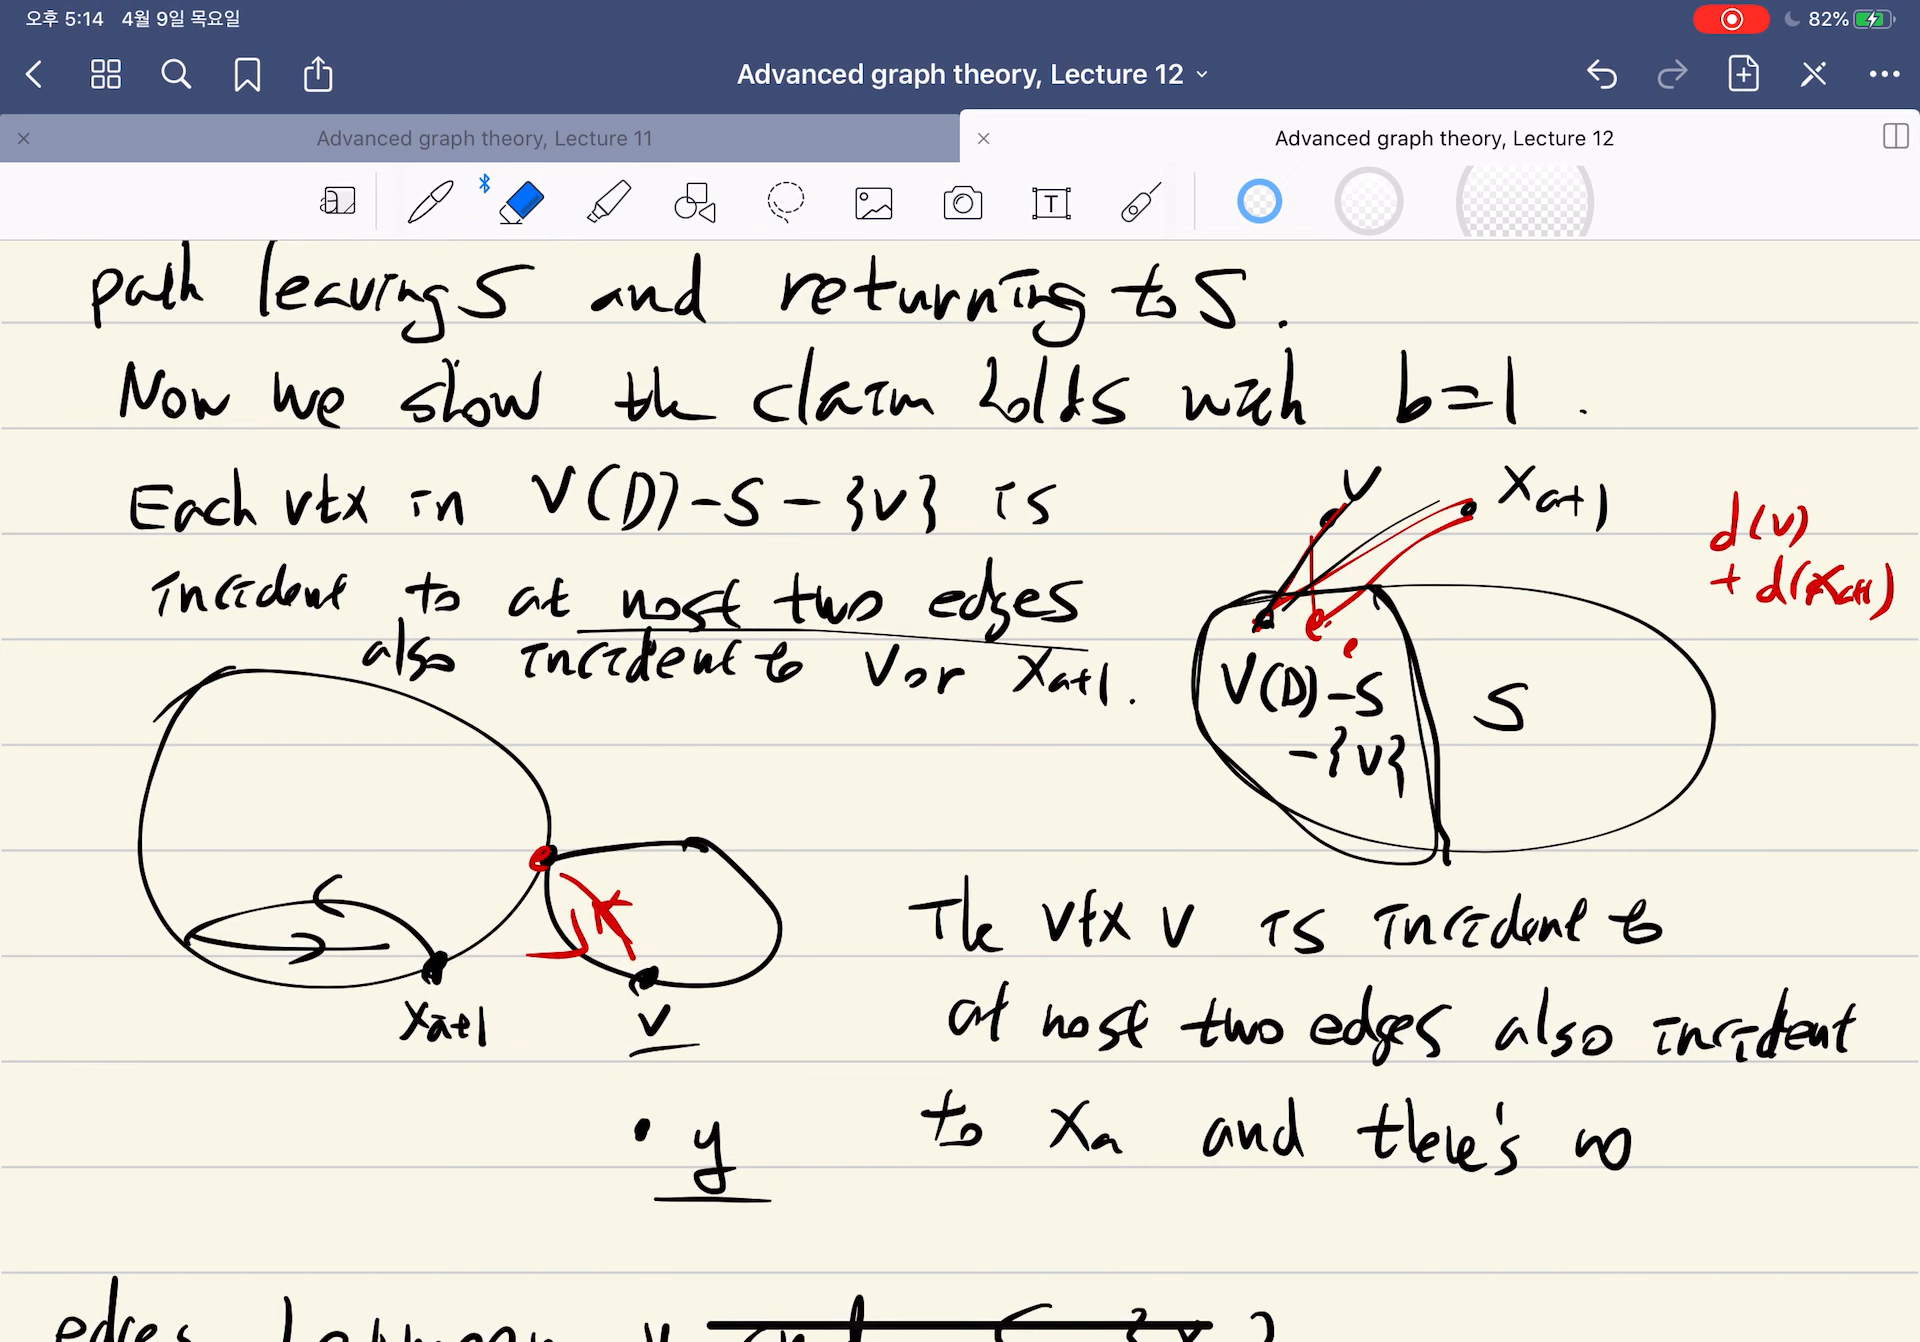 오후 5:14 4월 9일 목요일
82%
Advanced graph theory, Lecture 12
Advanced graph theory, Lecture 11
Advanced graph theory, Lecture 12
path leaving S and returning to S.
Now we show the claim holds with b=1.
Each vtx in V(D)-S-{v} is
incident to at most two edges
also incident to v or Xa+1.
v Xa+1
d(v)
+ d(Xa+1)
V(D)-S
-{v}
S
Xa+1
v
y
The vtx v is incident to
at most two edges also incident
to Xa and there's no
edges between v and